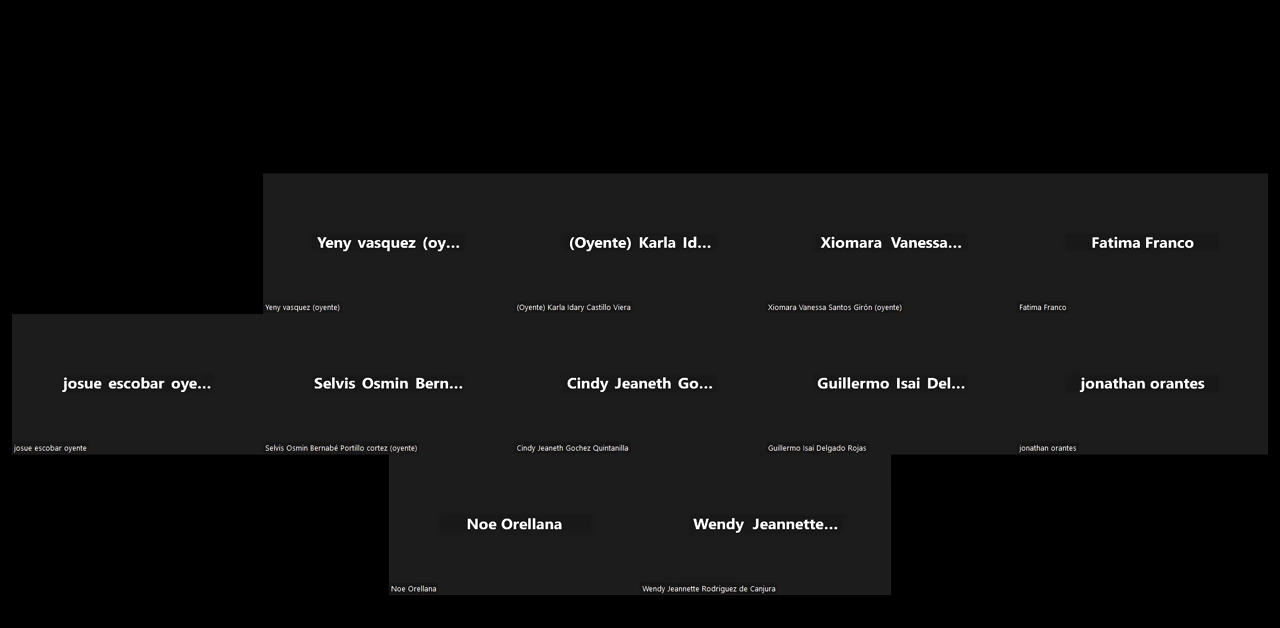 Yeny vasquez (oy...
(Oyente) Karla Id...
Xiomara Vanessa...
Fatima Franco
Yeny vasquez (oyente)
(Oyente) Karla Idary Castillo Viera
Xiomara Vanessa Santos Girón (oyente)
Fatima Franco
josue escobar oye...
Selvis Osmin Bern...
Cindy Jeaneth Go...
Guillermo Isai Del...
jonathan orantes
josue escobar oyente
Selvis Osmin Bernabé Portillo cortez (oyente)
Cindy Jeaneth Gochez Quintanilla
Guillermo Isai Delgado Rojas
jonathan orantes
Noe Orellana
Wendy Jeannette...
Noe Orellana
Wendy Jeannette Rodriguez de Canjura